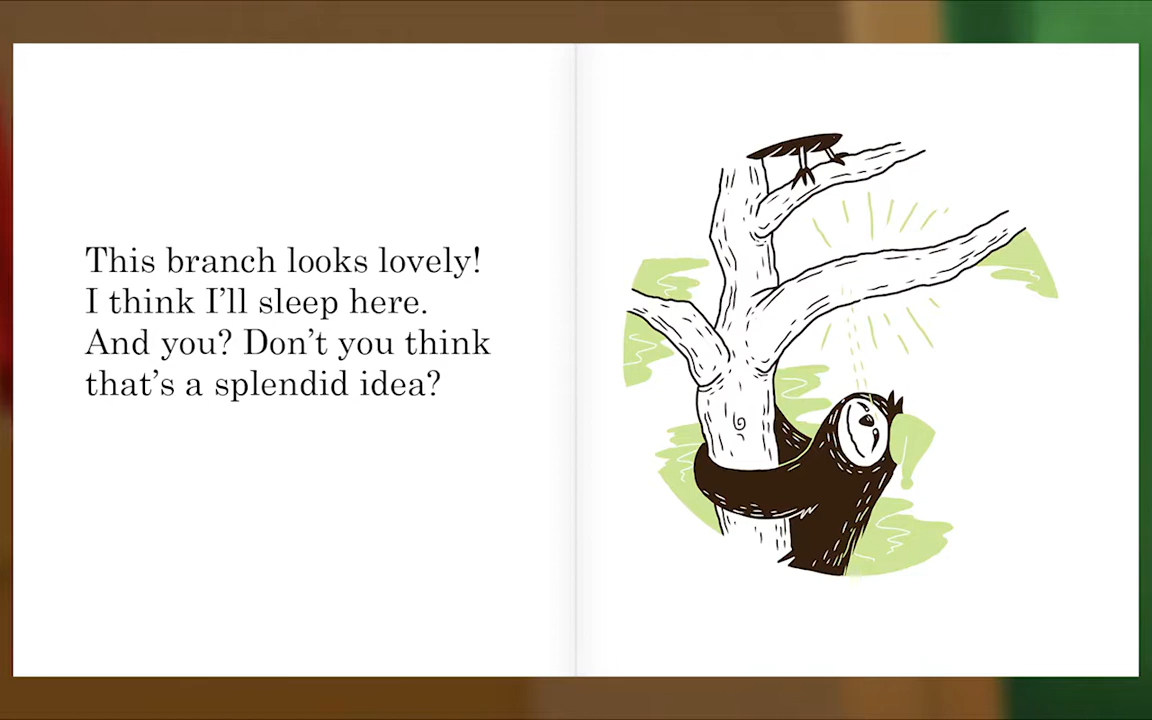 This branch looks lovely!
I think I’ll sleep here.
And you? Don’t you think
that’s a splendid idea?